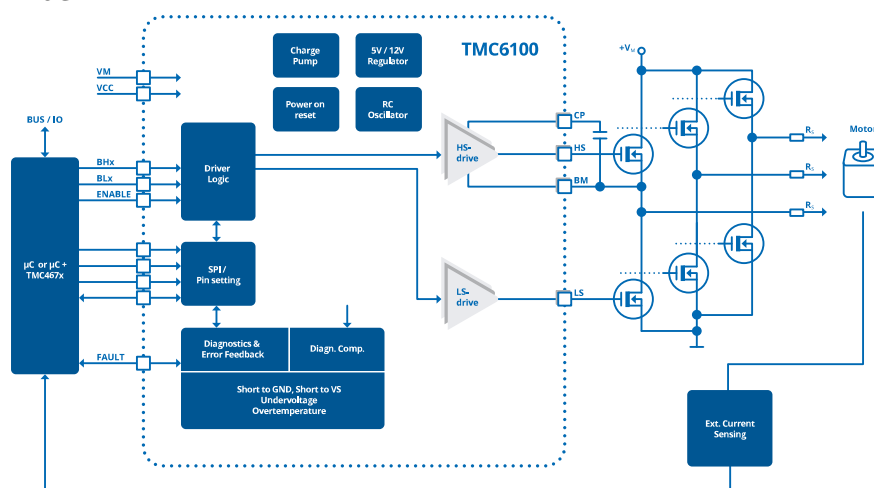 TMC6100
Charge
Pump
5V / 12V
Regulator
Power on
reset
RC
Oscillator
VM
VCC
BUS / IO
BHx
BLx
ENABLE
Driver
Logic
HS-
drive
CP
HS
BM
+Vₘ
Rₛ
Rₛ
Rₛ
Motor
µC or µC +
TMC467x
SPI /
Pin setting
LS-
drive
LS
FAULT
Diagnostics &
Error Feedback
Diagn. Comp.
Short to GND, Short to VS
Undervoltage
Overtemperature
Ext. Current
Sensing